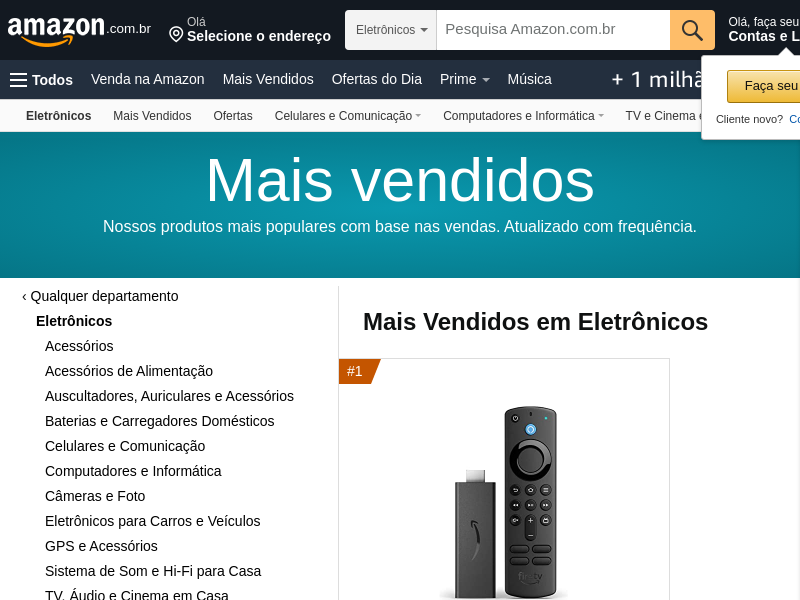 amazon.com.br
Olá
Selecione o endereço
Eletrônicos
Pesquisa Amazon.com.br
Olá, faça seu
Contas e L
Todos
Venda na Amazon
Mais Vendidos
Ofertas do Dia
Prime
Música
+ 1 milhã
Faça seu
Cliente novo? Co
Eletrônicos
Mais Vendidos
Ofertas
Celulares e Comunicação
Computadores e Informática
TV e Cinema e
Mais vendidos
Nossos produtos mais populares com base nas vendas. Atualizado com frequência.
‹ Qualquer departamento
Eletrônicos
Acessórios
Acessórios de Alimentação
Auscultadores, Auriculares e Acessórios
Baterias e Carregadores Domésticos
Celulares e Comunicação
Computadores e Informática
Câmeras e Foto
Eletrônicos para Carros e Veículos
GPS e Acessórios
Sistema de Som e Hi-Fi para Casa
TV, Áudio e Cinema em Casa
Mais Vendidos em Eletrônicos
#1
fire tv